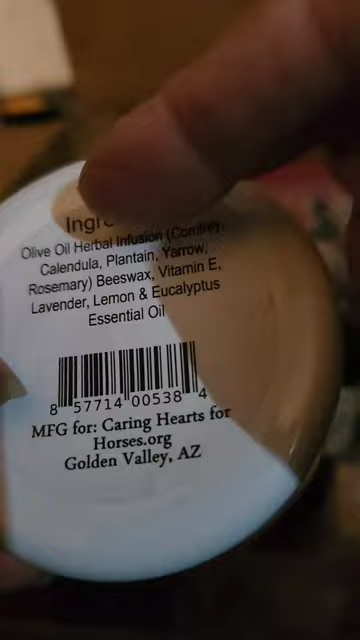 Ingre
Olive Oil Herbal Infusion (Comfrey,
Calendula, Plantain, Yarrow,
Rosemary) Beeswax, Vitamin E,
Lavender, Lemon & Eucalyptus
Essential Oil
8 57714 00538 4
MFG for: Caring Hearts for
Horses.org
Golden Valley, AZ